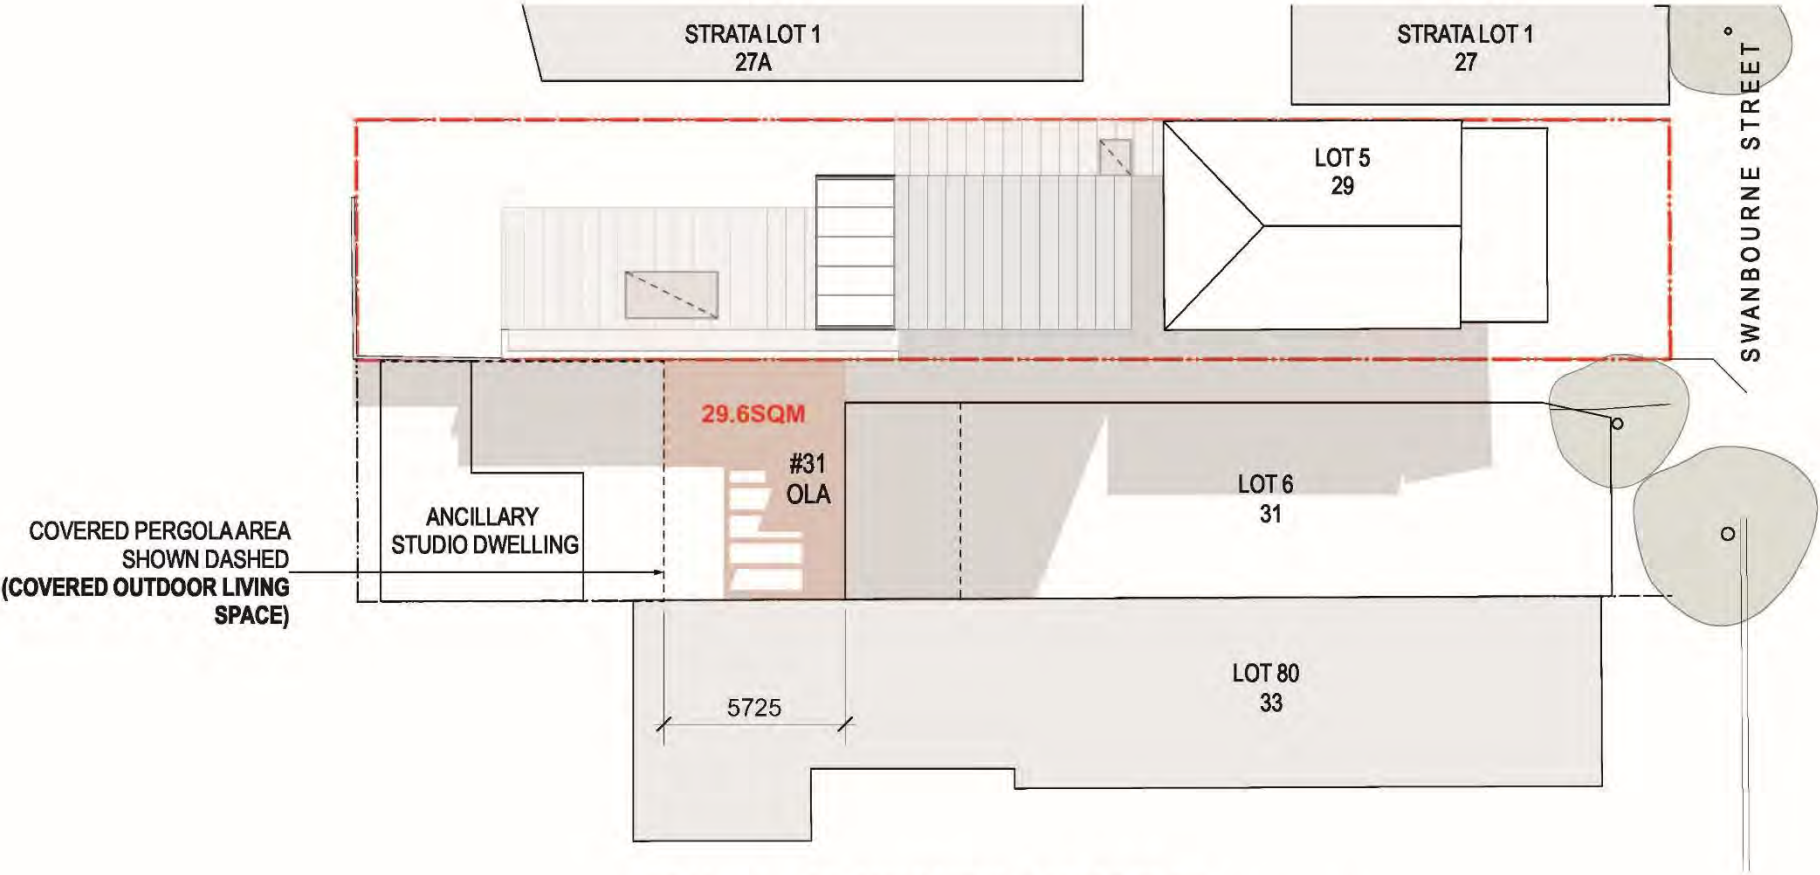 STRATA LOT 1
27A
STRATA LOT 1
27
SWANBOURNE STREET
LOT 5
29
29.6SQM
#31
OLA
LOT 6
31
ANCILLARY
STUDIO DWELLING
COVERED PERGOLA AREA
SHOWN DASHED
(COVERED OUTDOOR LIVING
SPACE)
LOT 80
33
5725